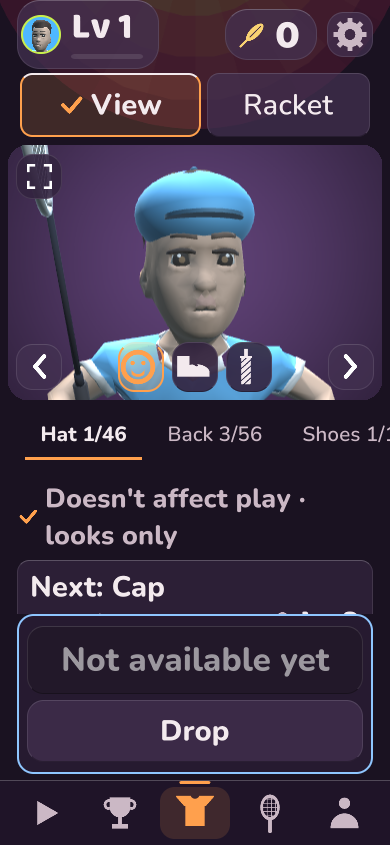 Lv 1
0
View
Racket
Hat 1/46
Back 3/56
Shoes 1/1
Doesn't affect play ·
looks only
Next: Cap
Not available yet
Drop